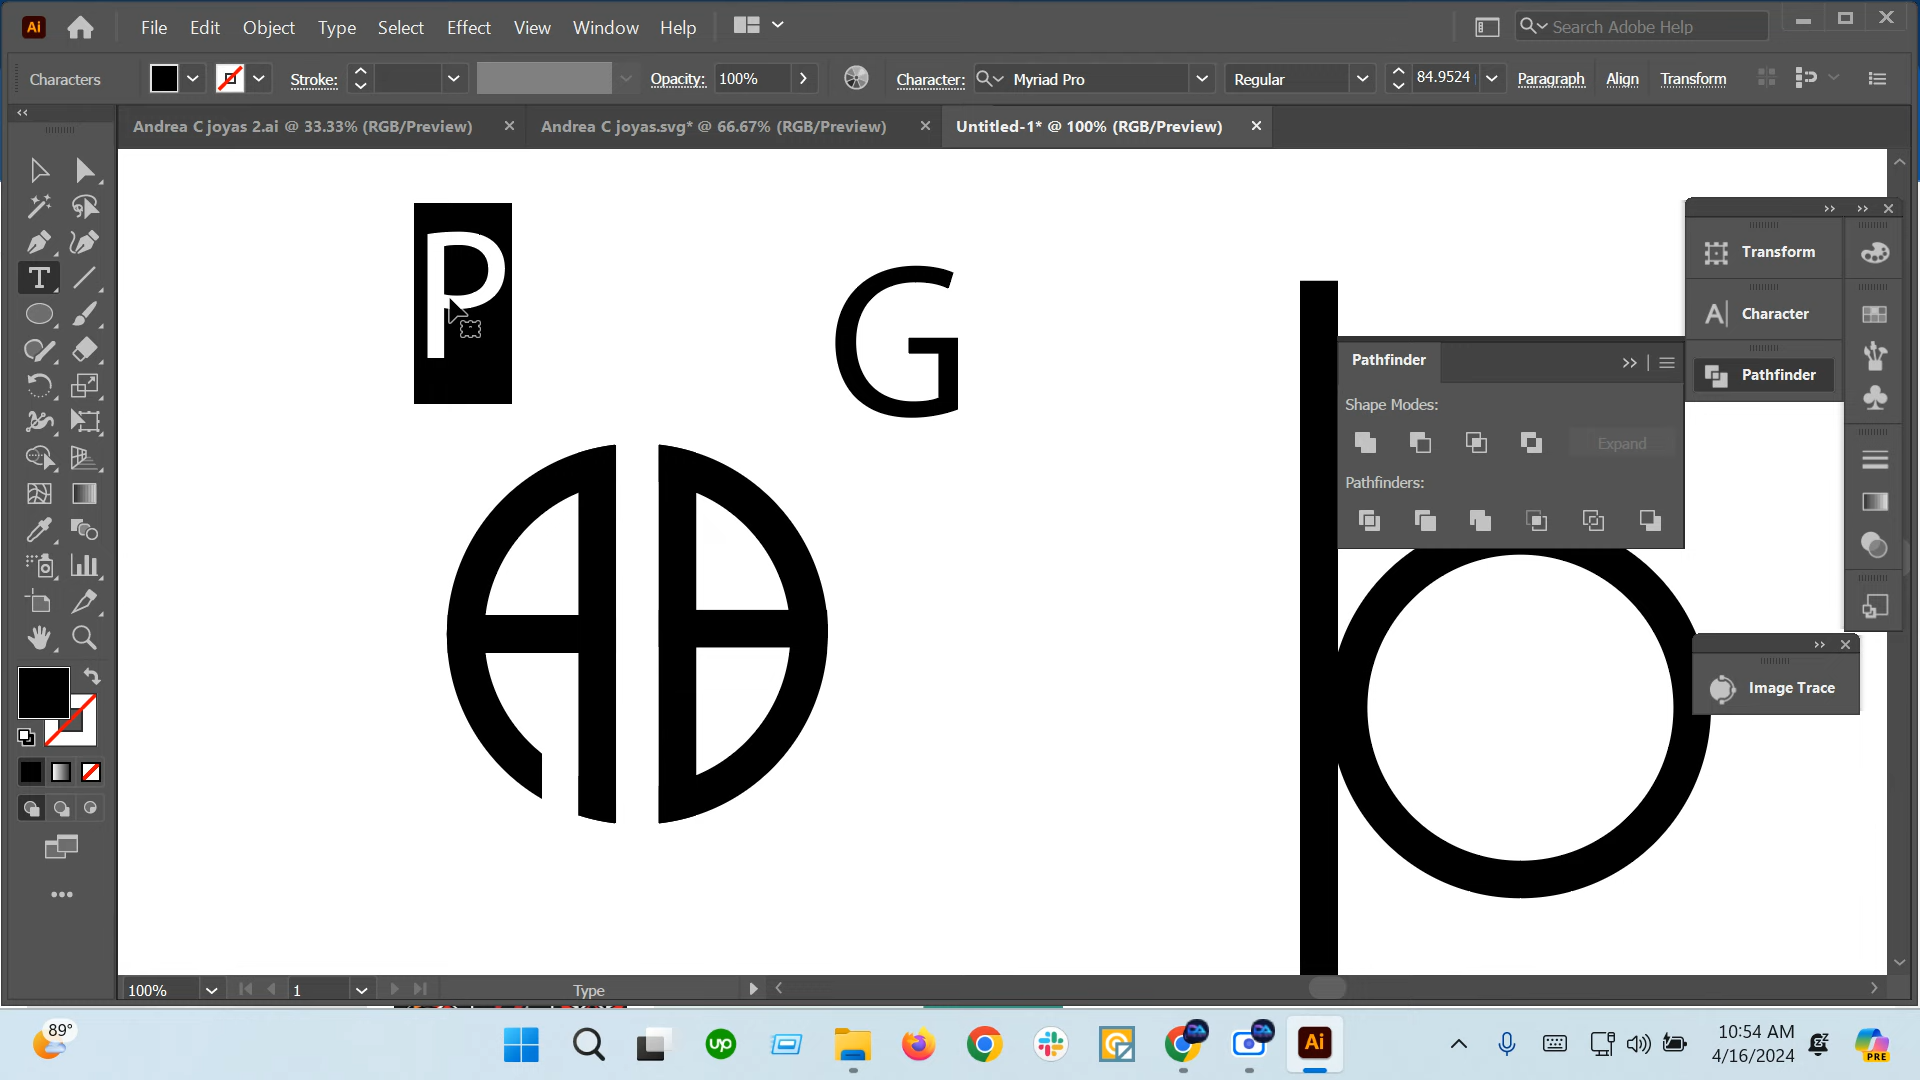 Ai File Edit Object Type Select Effect View Window Help Search Adobe Help
Characters Stroke: Opacity: 100% Character: Myriad Pro Regular 84.9524 Paragraph Align Transform
Andrea C joyas 2.ai @ 33.33% (RGB/Preview) Andrea C joyas.svg* @ 66.67% (RGB/Preview) Untitled-1* @ 100% (RGB/Preview)
P
G
AB
Transform
Character
Pathfinder
Pathfinder
Shape Modes:
Expand
Pathfinders:
Image Trace
100% 1 Type
89° up Ai 10:54 AM
4/16/2024
PRE